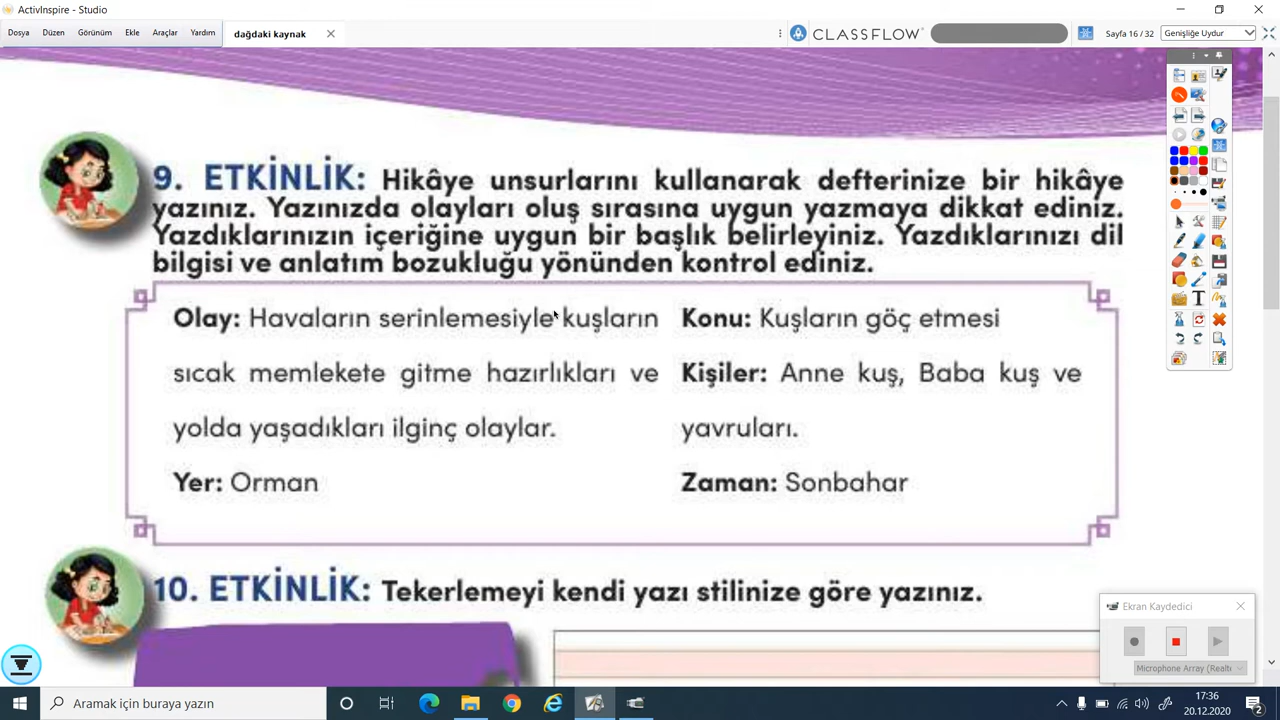 ActivInspire - Studio
Dosya Düzen Görünüm Ekle Araçlar Yardım
dağdaki kaynak
CLASSFLOW
Sayfa 16 / 32
Genişliğe Uydur
9. ETKİNLİK: Hikâye unsurlarını kullanarak defterinize bir hikâye
yazınız. Yazınızda olayları oluş sırasına uygun yazmaya dikkat ediniz.
Yazdıklarınızın içeriğine uygun bir başlık belirleyiniz. Yazdıklarınızı dil
bilgisi ve anlatım bozukluğu yönünden kontrol ediniz.
Olay: Havaların serinlemesiyle kuşların
sıcak memlekete gitme hazırlıkları ve
yolda yaşadıkları ilginç olaylar.
Yer: Orman
Konu: Kuşların göç etmesi
Kişiler: Anne kuş, Baba kuş ve
yavruları.
Zaman: Sonbahar
10. ETKİNLİK: Tekerlemeyi kendi yazı stilinize göre yazınız.
Ekran Kaydedici
Microphone Array (Realt
Aramak için buraya yazın
17:36
20.12.2020
2